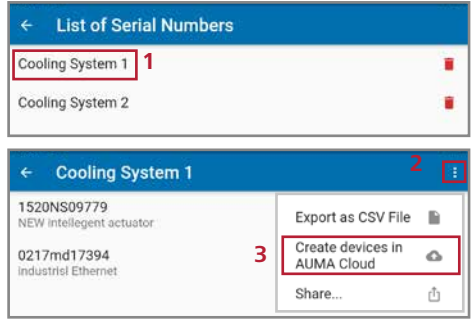 ← List of Serial Numbers
Cooling System 1 1
Cooling System 2
← Cooling System 1 2
1520NS09779
NEW intellegent actuator
0217md17394
Industrisl Ethernet
Export as CSV File
3 Create devices in
AUMA Cloud
Share...